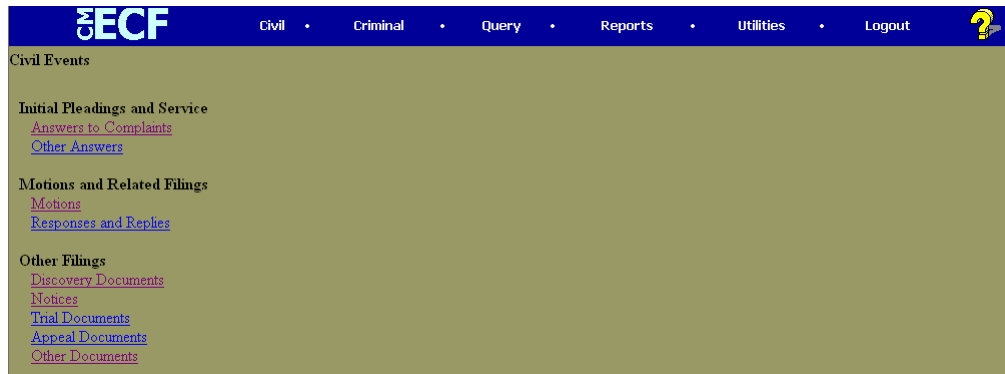 CM ECF Civil • Criminal • Query • Reports • Utilities • Logout ?
Civil Events
Initial Pleadings and Service
Answers to Complaints
Other Answers
Motions and Related Filings
Motions
Responses and Replies
Other Filings
Discovery Documents
Notices
Trial Documents
Appeal Documents
Other Documents